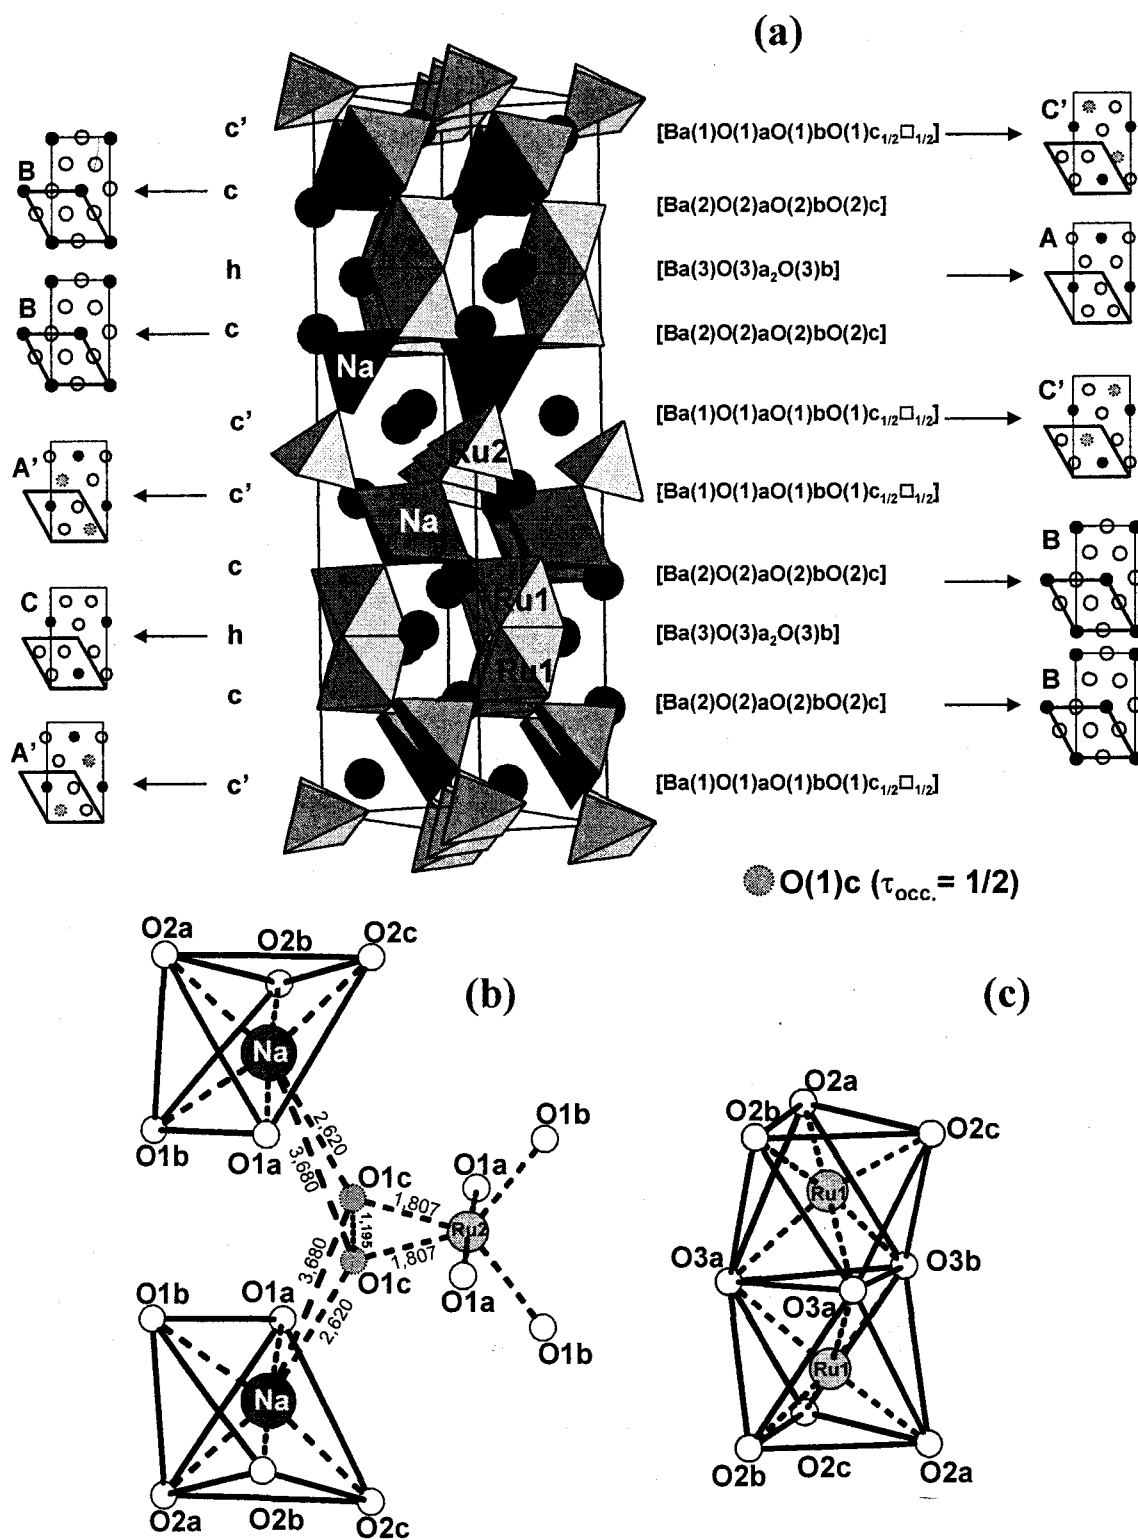 (a)
c' [Ba(1)O(1)aO(1)bO(1)c1/2□1/2] C'
B c [Ba(2)O(2)aO(2)bO(2)c]
h [Ba(3)O(3)a2O(3)b] A
B c [Ba(2)O(2)aO(2)bO(2)c]
Na
c' [Ba(1)O(1)aO(1)bO(1)c1/2□1/2] C'
Ru2
A' c' [Ba(1)O(1)aO(1)bO(1)c1/2□1/2]
Na
c [Ba(2)O(2)aO(2)bO(2)c] B
Ru1
C h [Ba(3)O(3)a2O(3)b]
Ru1
c [Ba(2)O(2)aO(2)bO(2)c] B
A' c' [Ba(1)O(1)aO(1)bO(1)c1/2□1/2]
O(1)c (τocc.= 1/2)
(b)
O2a O2b O2c
Na
O1b O1a
2,620
3,680
O1c
1,807
1,195
O1a
O1b
Ru2
1,807
O1c
3,680
2,620
O1a
O1b
O1b O1a
Na
O2a O2b O2c
(c)
O2a
O2b O2c
Ru1
O3a O3b
O3a
Ru1
O2b O2c O2a